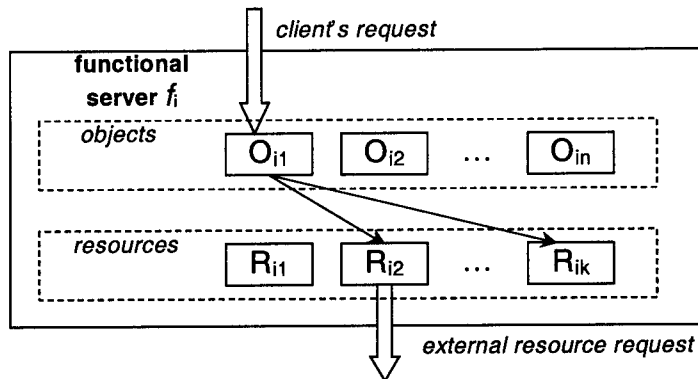 client's request
functional
server fi
objects
Oi1 Oi2 ... Oin
resources
Ri1 Ri2 ... Rik
external resource request